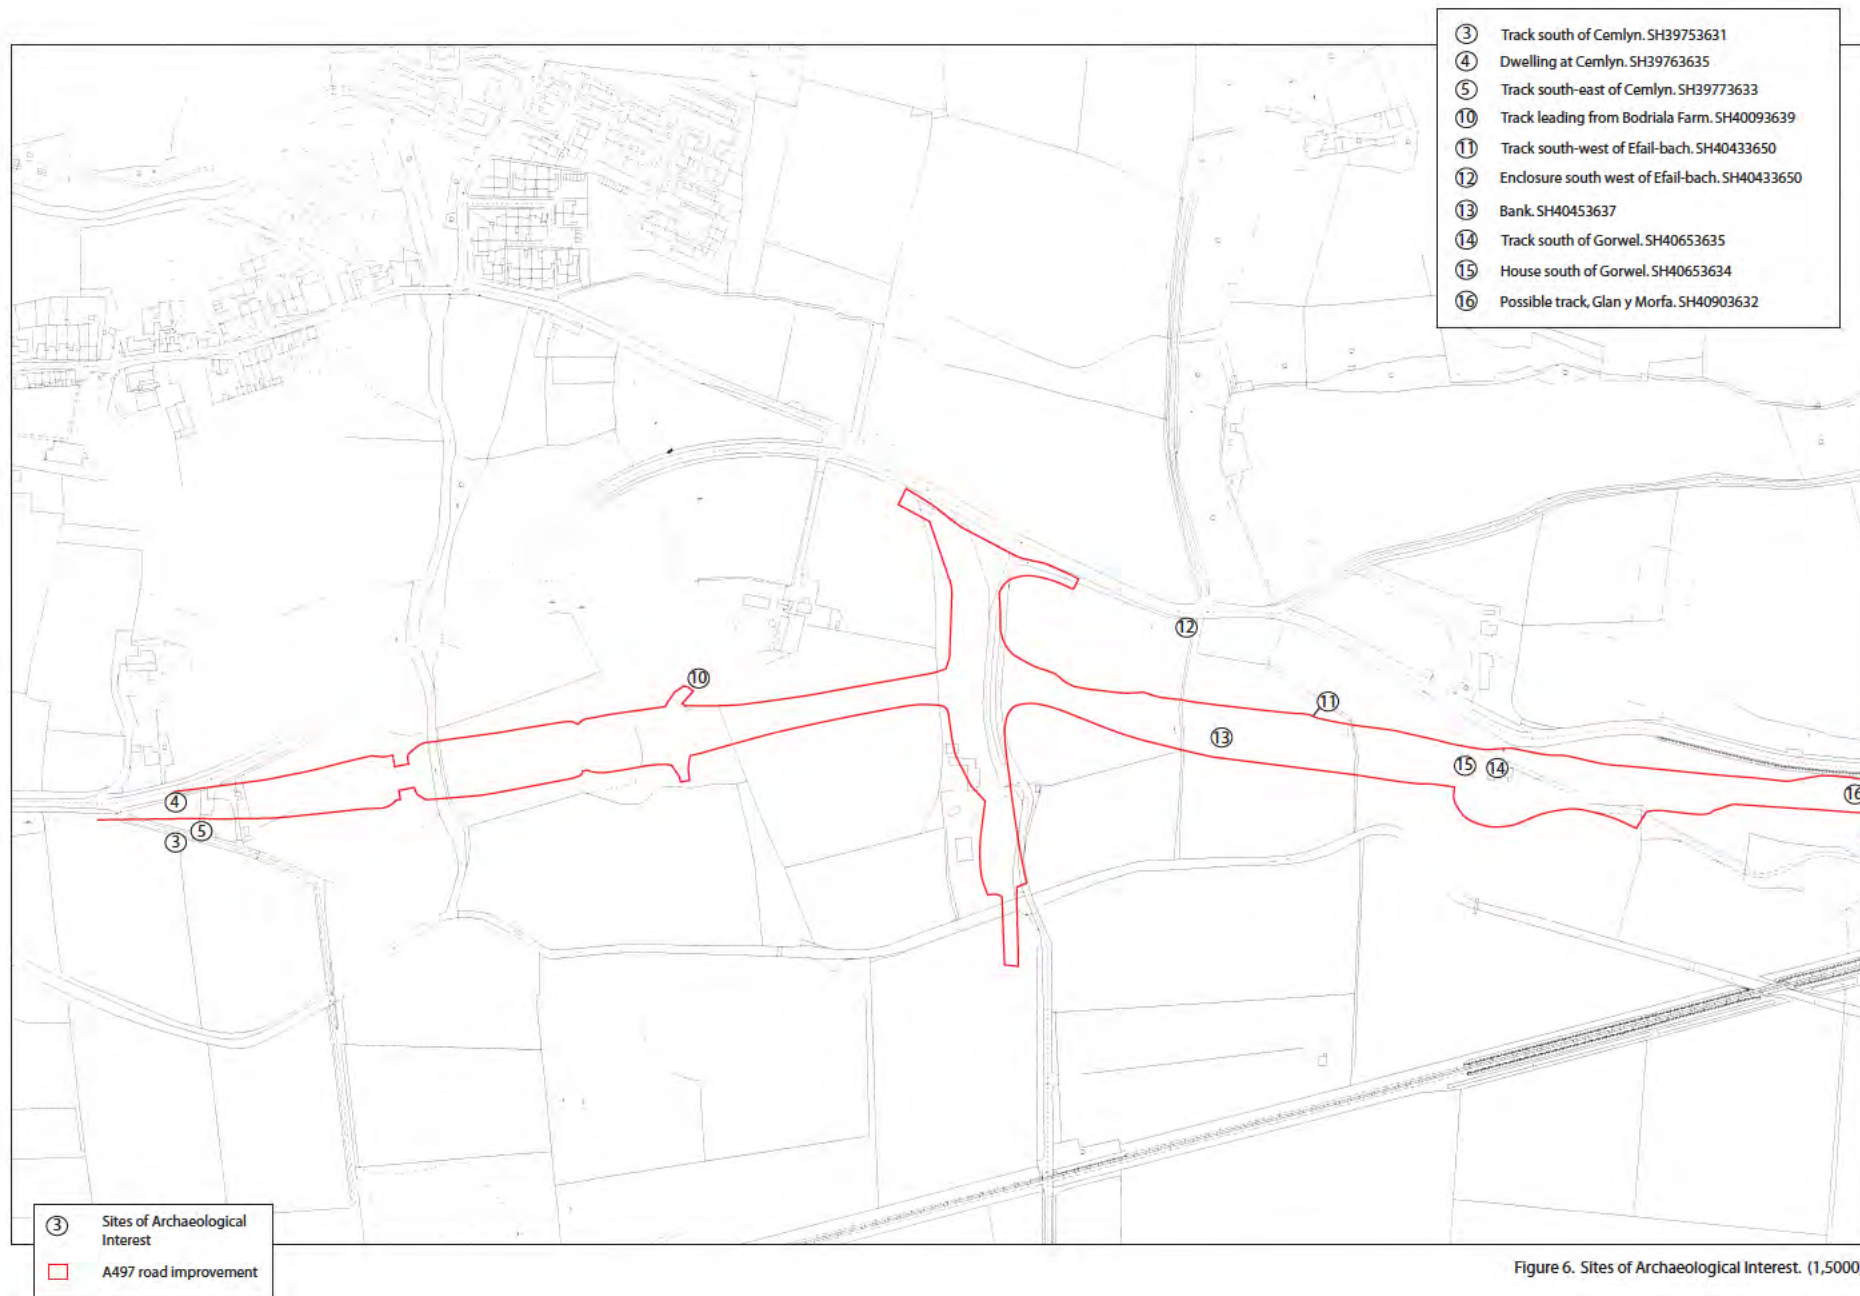 3 Track south of Cemlyn. SH39753631
4 Dwelling at Cemlyn. SH39763635
5 Track south-east of Cemlyn. SH39773633
10 Track leading from Bodriala Farm. SH40093639
11 Track south-west of Efail-bach. SH40433650
12 Enclosure south west of Efail-bach. SH40433650
13 Bank. SH40453637
14 Track south of Gorwel. SH40653635
15 House south of Gorwel. SH40653634
16 Possible track, Glan y Morfa. SH40903632
12
10
11
13
15
14
16
4
5
3
3 Sites of Archaeological
Interest
A497 road improvement
Figure 6. Sites of Archaeological Interest. (1,5000)